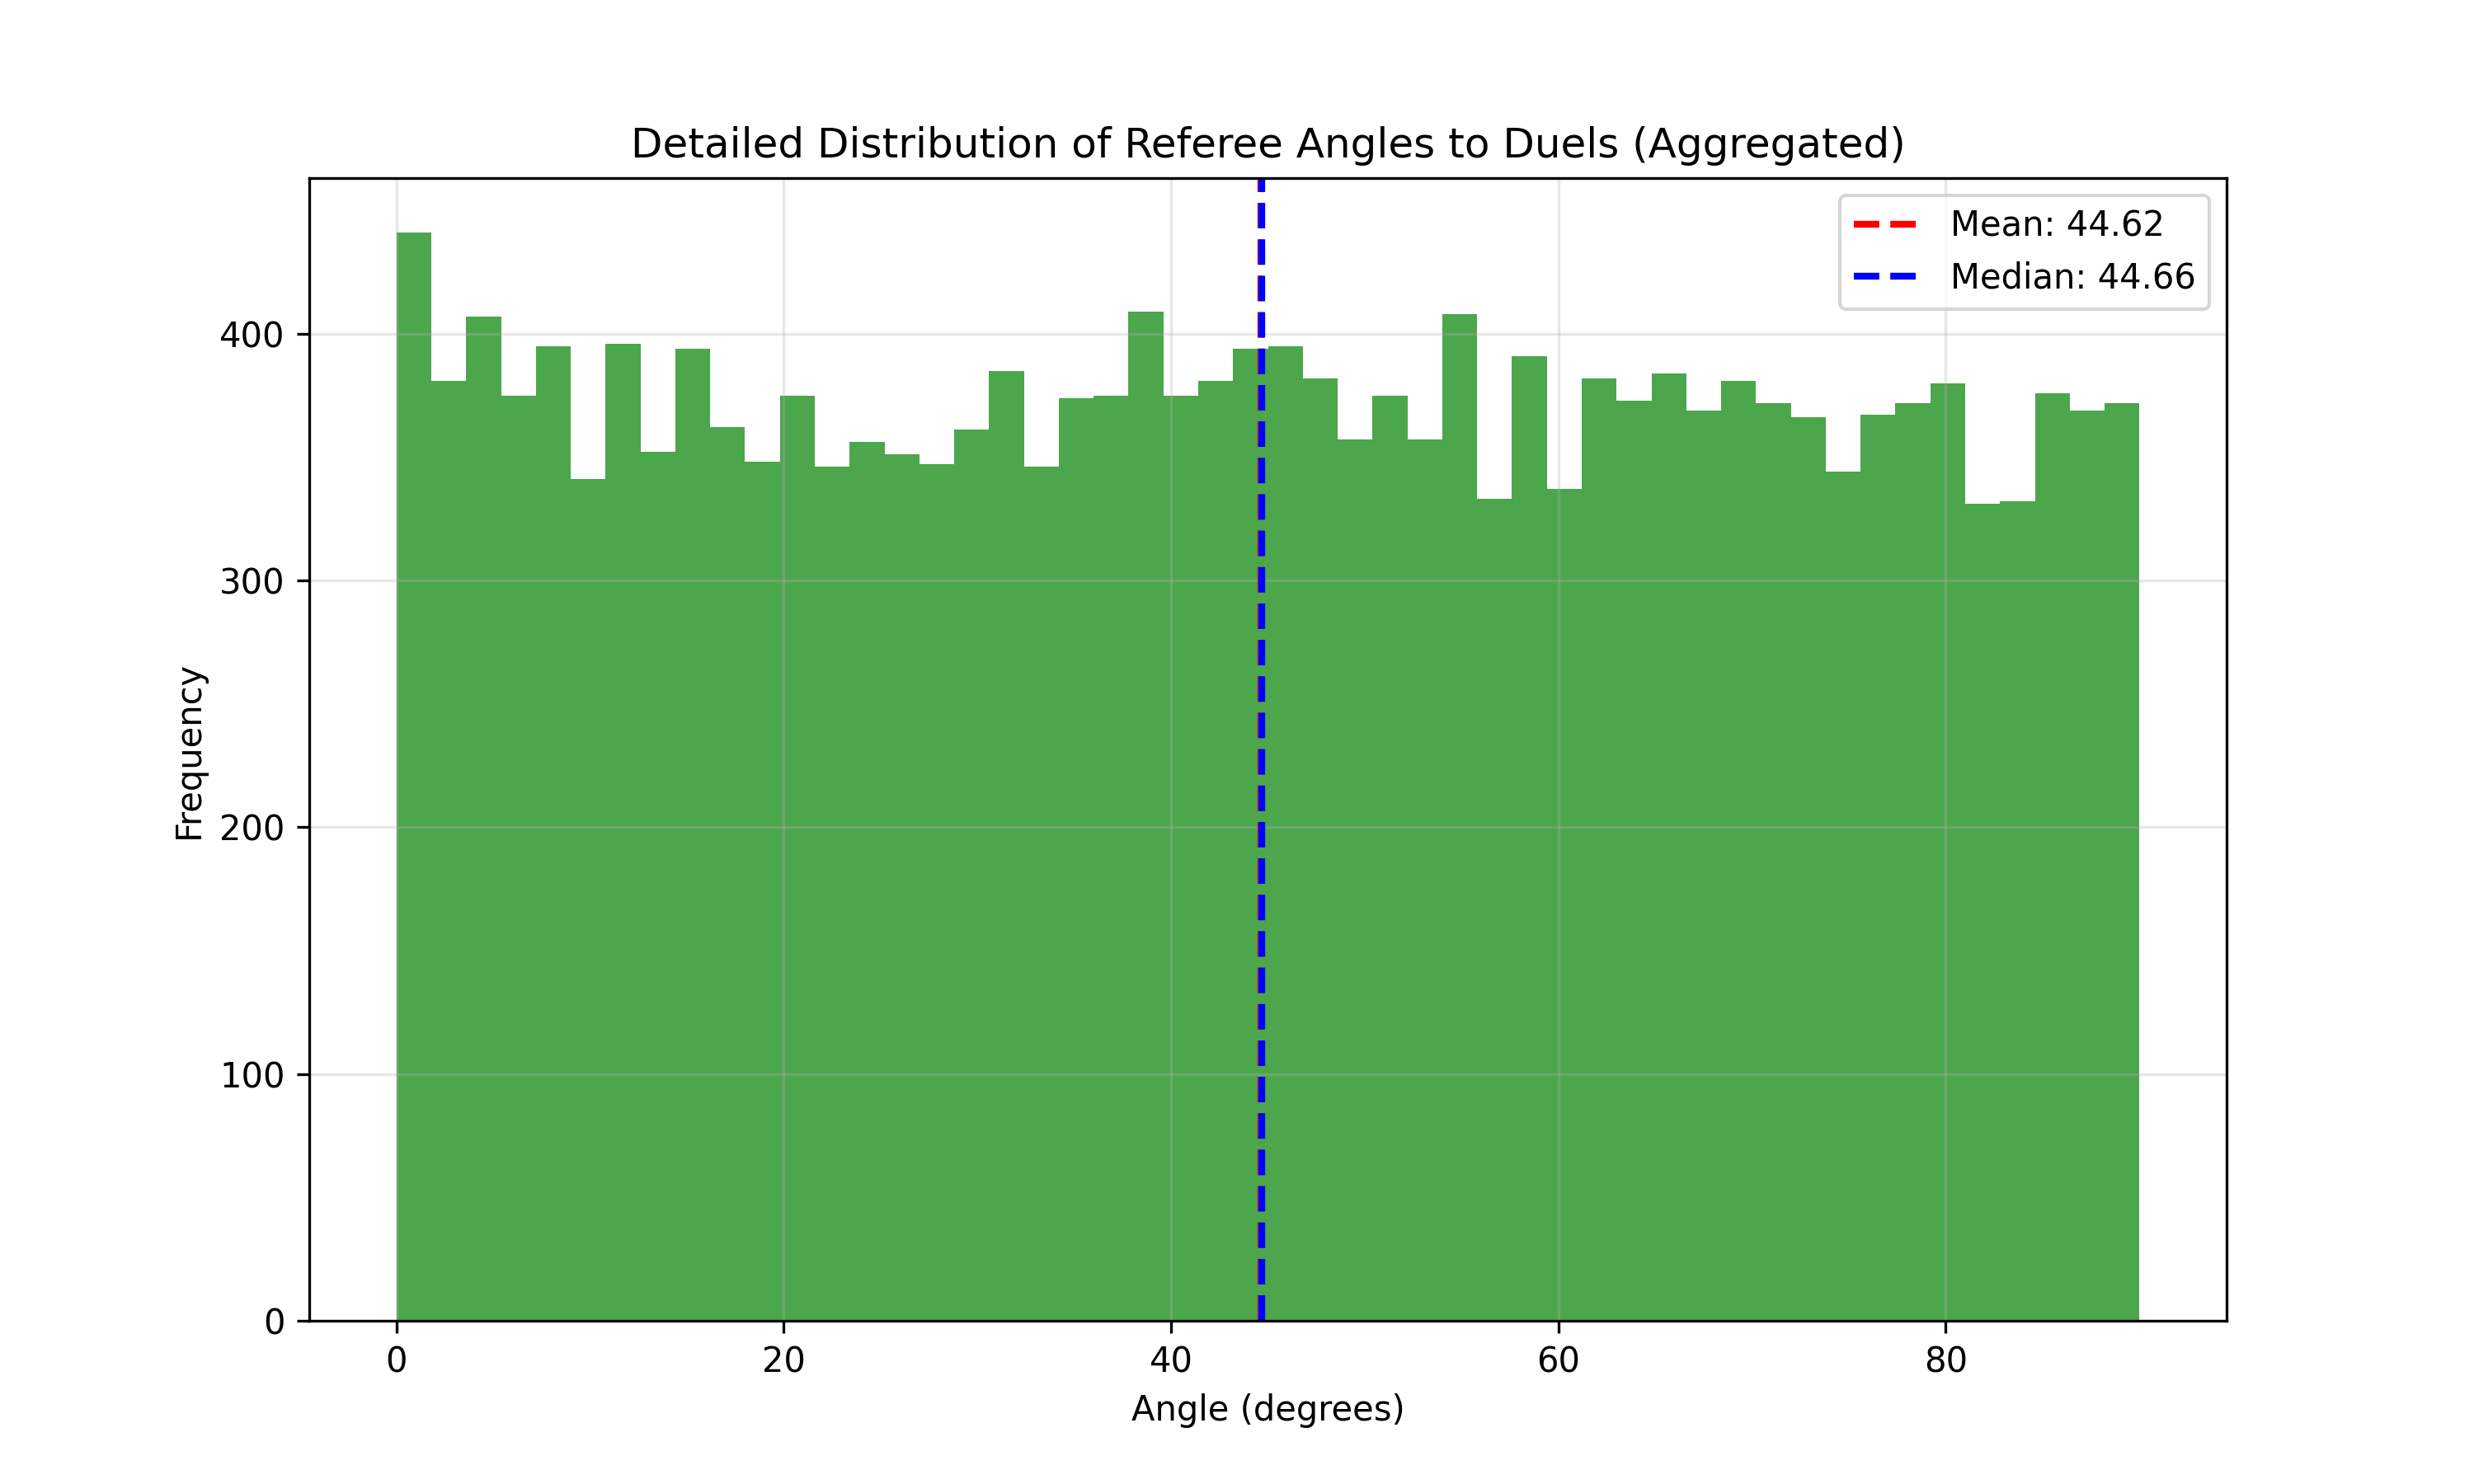 Detailed Distribution of Referee Angles to Duels (Aggregated)
Mean: 44.62
Median: 44.66
400
300
200
100
0
Frequency
0 20 40 60 80
Angle (degrees)